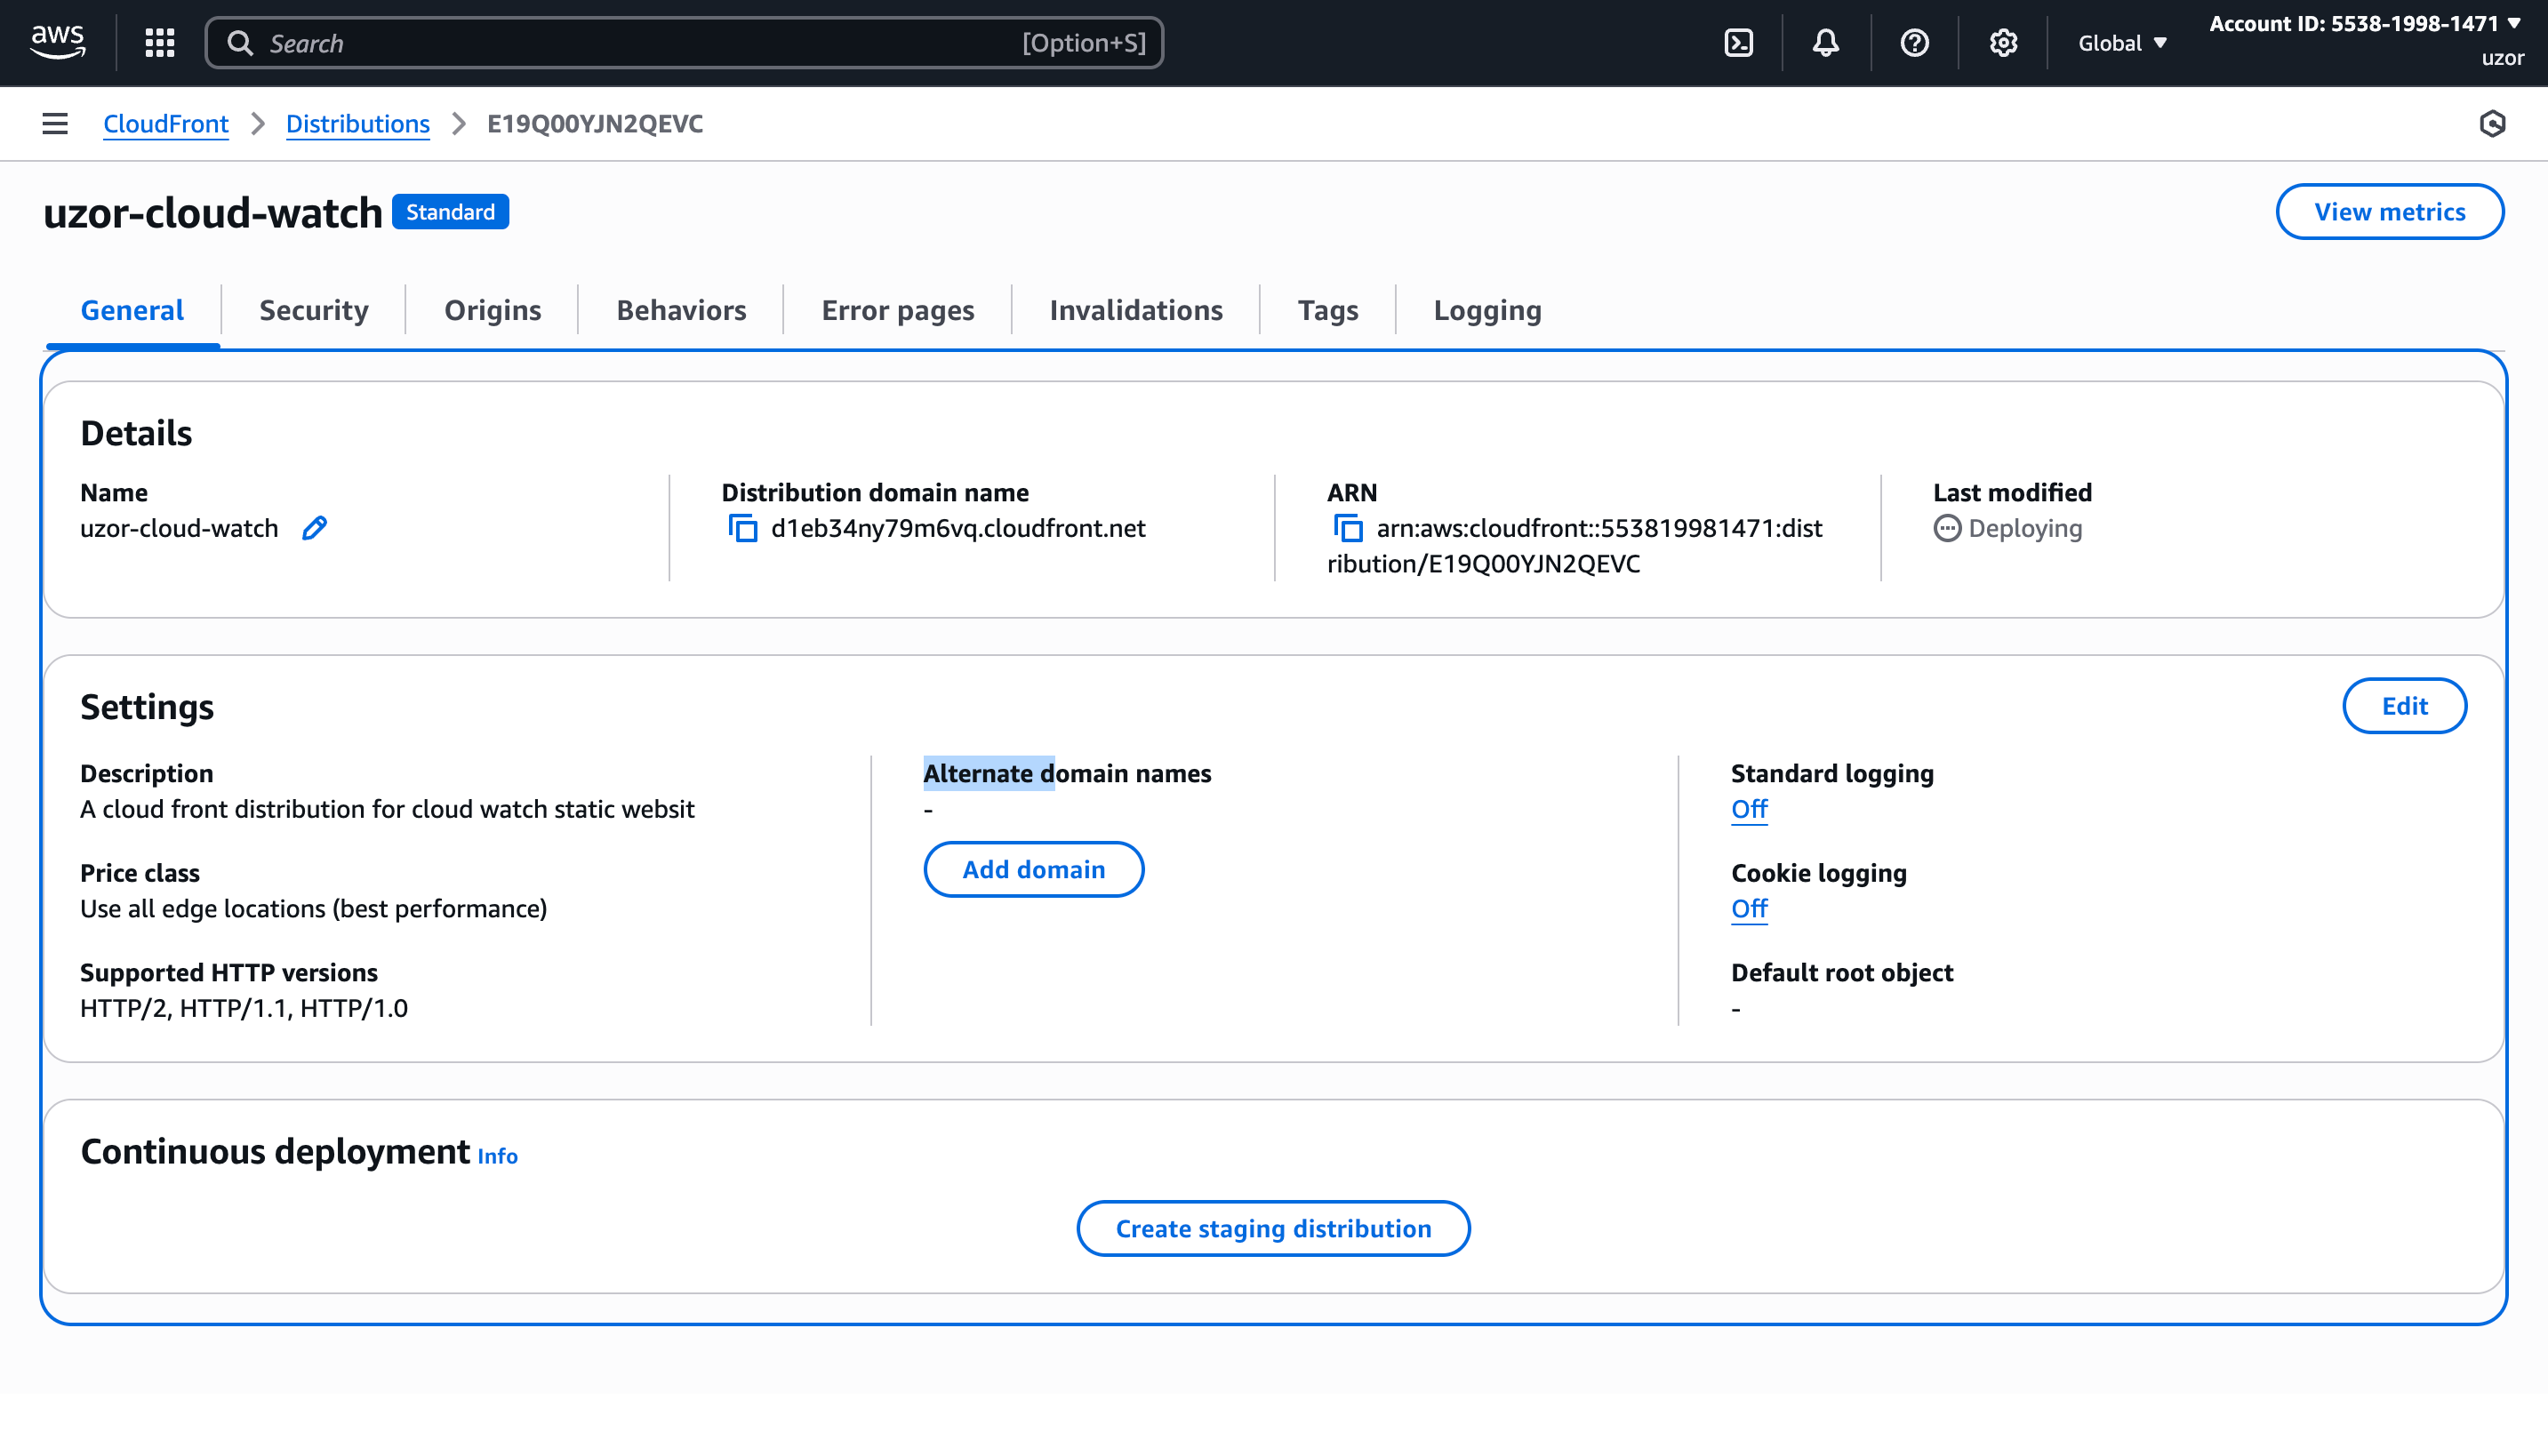 aws
Search
[Option+S]
Global
Account ID: 5538-1998-1471
uzor
CloudFront
Distributions
E19Q00YJN2QEVC
uzor-cloud-watch
Standard
View metrics
General
Security
Origins
Behaviors
Error pages
Invalidations
Tags
Logging
Details
Name
uzor-cloud-watch
Distribution domain name
d1eb34ny79m6vq.cloudfront.net
ARN
arn:aws:cloudfront::553819981471:dist
ribution/E19Q00YJN2QEVC
Last modified
Deploying
Settings
Edit
Description
A cloud front distribution for cloud watch static websit
Price class
Use all edge locations (best performance)
Supported HTTP versions
HTTP/2, HTTP/1.1, HTTP/1.0
Alternate domain names
-
Add domain
Standard logging
Off
Cookie logging
Off
Default root object
-
Continuous deployment Info
Create staging distribution